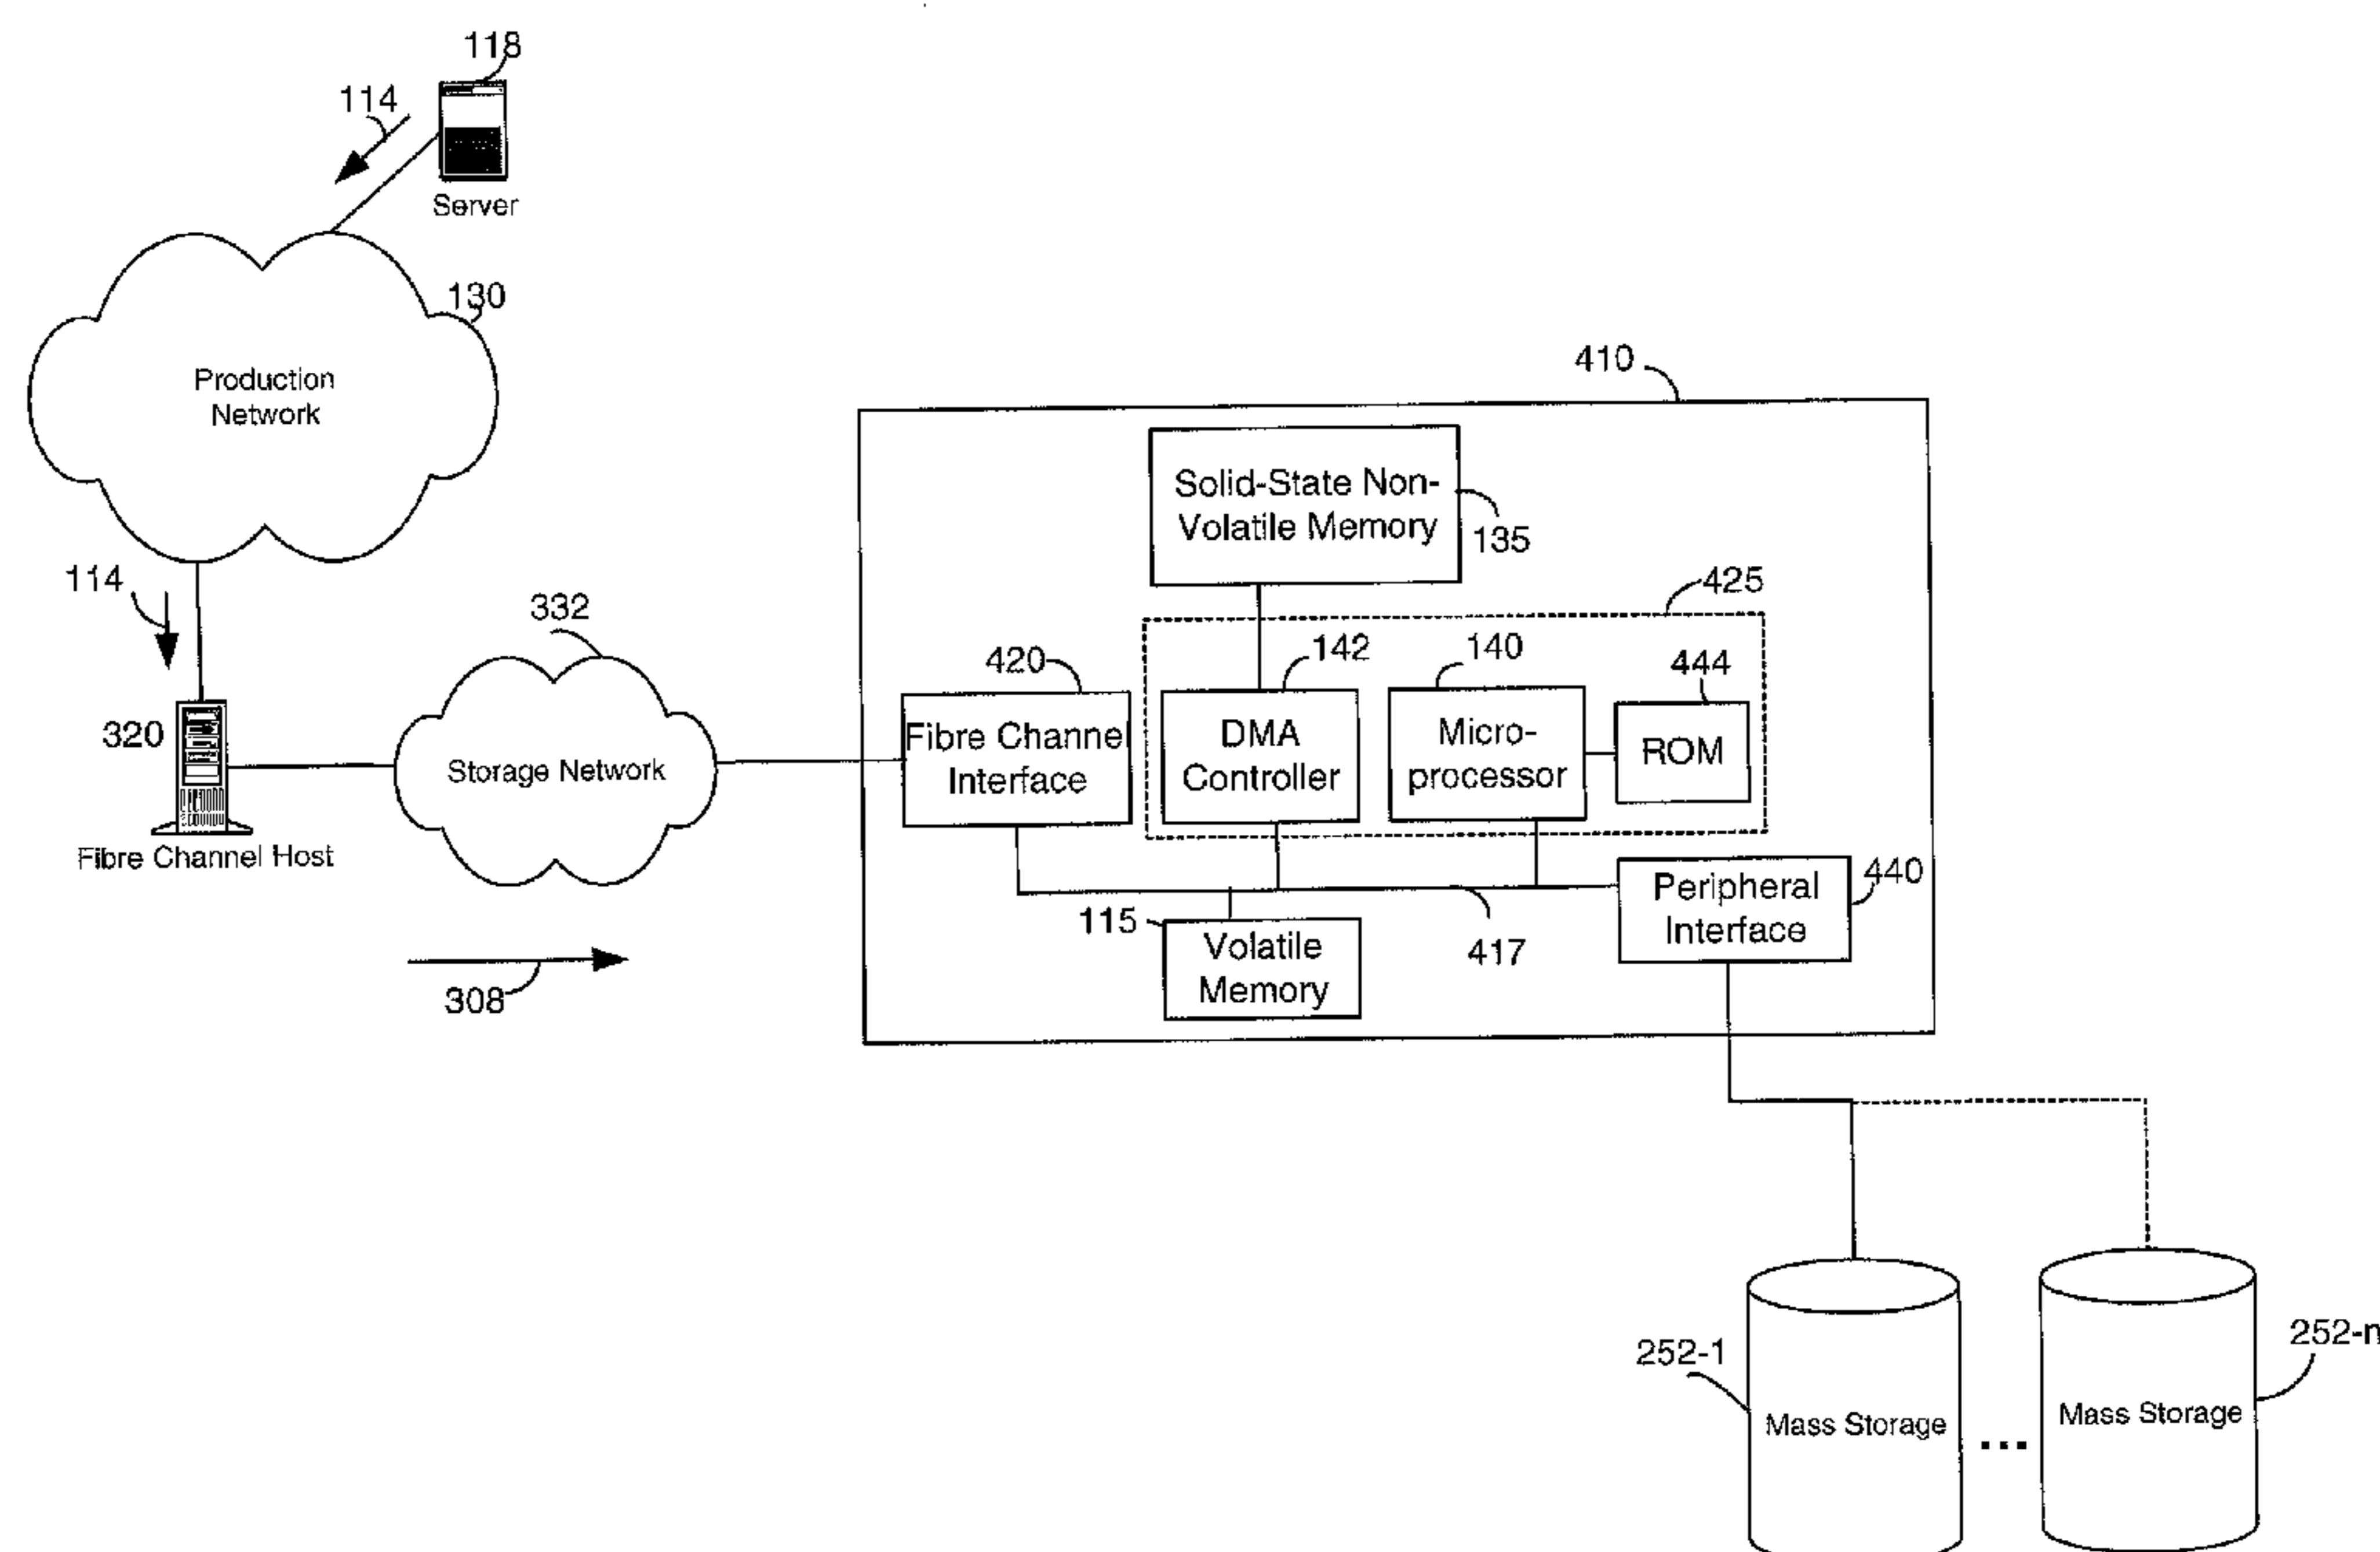 118
114
Server
130
Production
Network
114
320
Fibre Channel Host
332
Storage Network
308
410
Solid-State Non-
Volatile Memory
135
425
420
Fibre Channel
Interface
142
DMA
Controller
140
Micro-
processor
444
ROM
115
Volatile
Memory
417
Peripheral
Interface
440
252-1
Mass Storage
...
Mass Storage
252-n